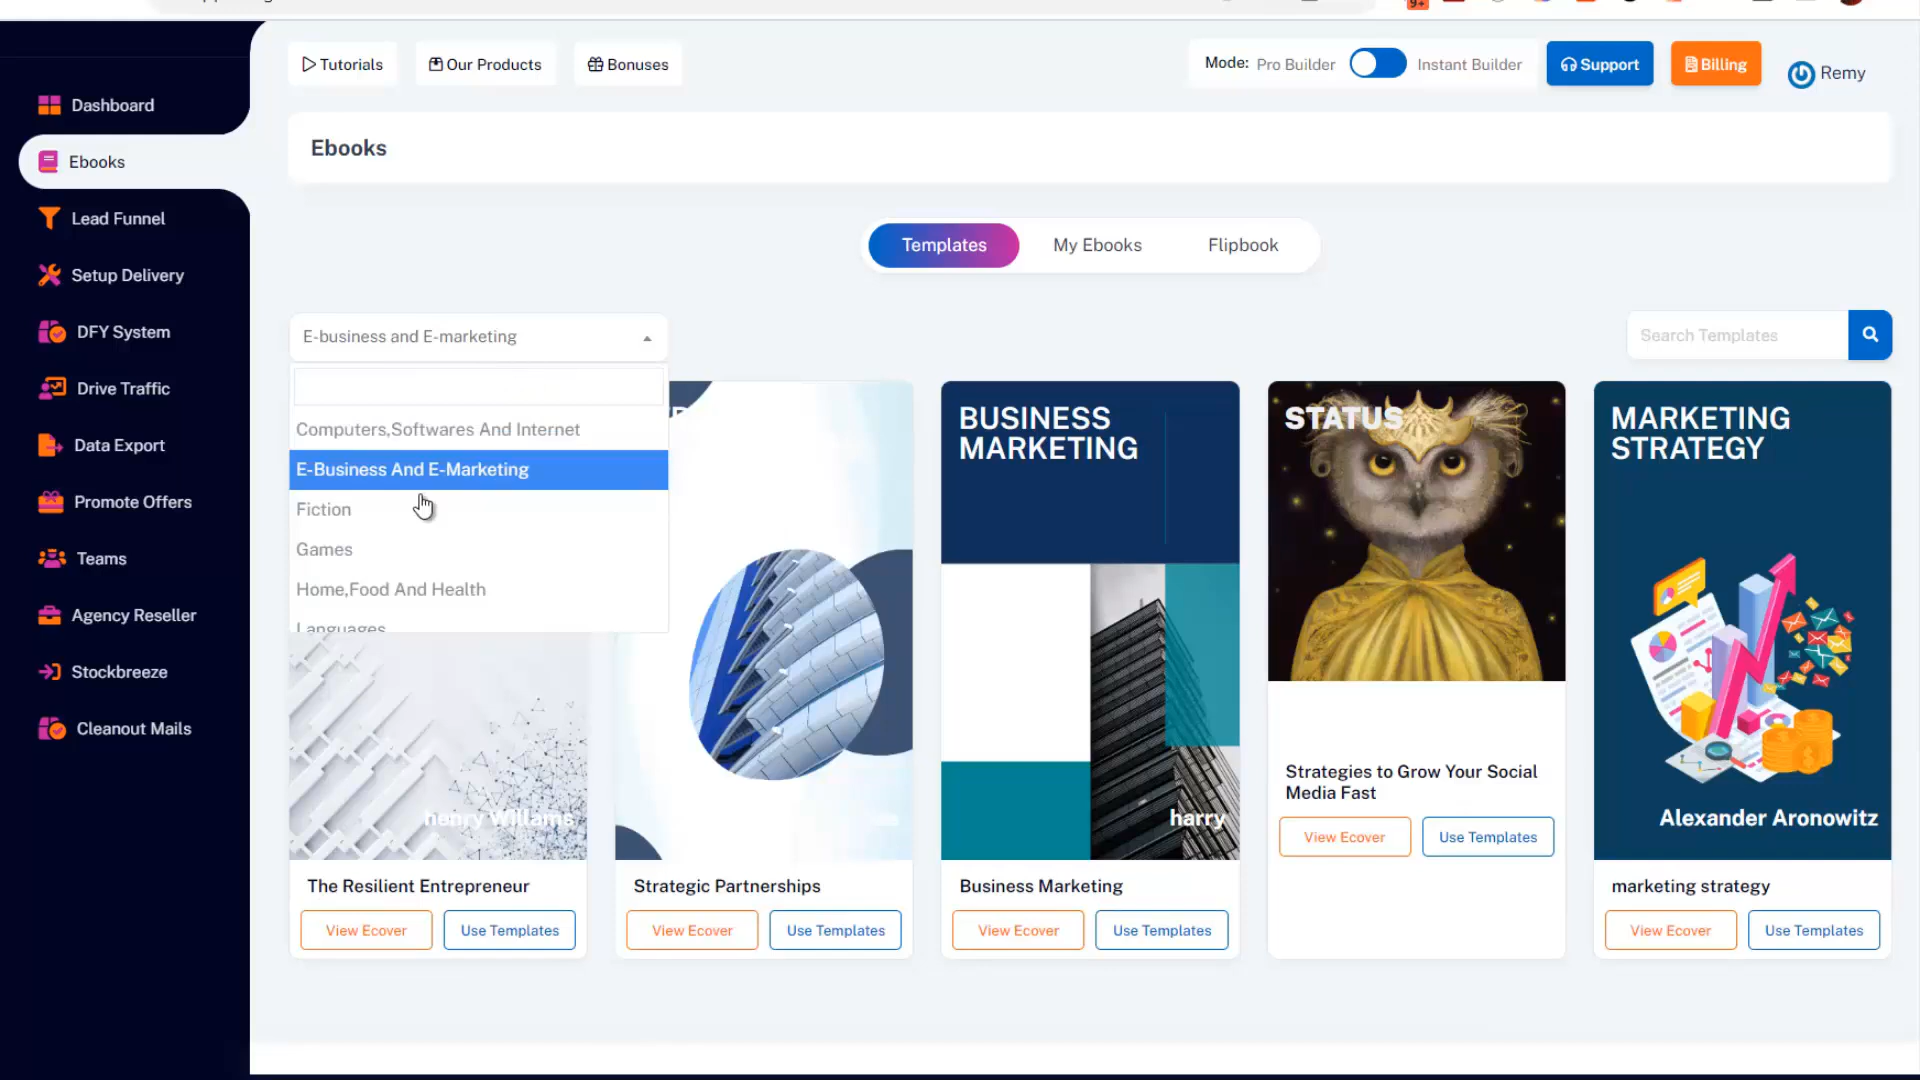 9+
Tutorials
Our Products
Bonuses
Mode: Pro Builder
Instant Builder
Support
Billing
Remy
Dashboard
Ebooks
Lead Funnel
Setup Delivery
DFY System
Drive Traffic
Data Export
Promote Offers
Teams
Agency Reseller
Stockbreeze
Cleanout Mails
Ebooks
Templates
My Ebooks
Flipbook
E-business and E-marketing
Search Templates
Computers,Softwares And Internet
E-Business And E-Marketing
Fiction
Games
Home,Food And Health
Languages
henry Willams
The Resilient Entrepreneur
View Ecover
Use Templates
Strategic Partnerships
View Ecover
Use Templates
BUSINESS
MARKETING
harry
Business Marketing
View Ecover
Use Templates
STATUS
Strategies to Grow Your Social
Media Fast
View Ecover
Use Templates
MARKETING
STRATEGY
Alexander Aronowitz
marketing strategy
View Ecover
Use Templates